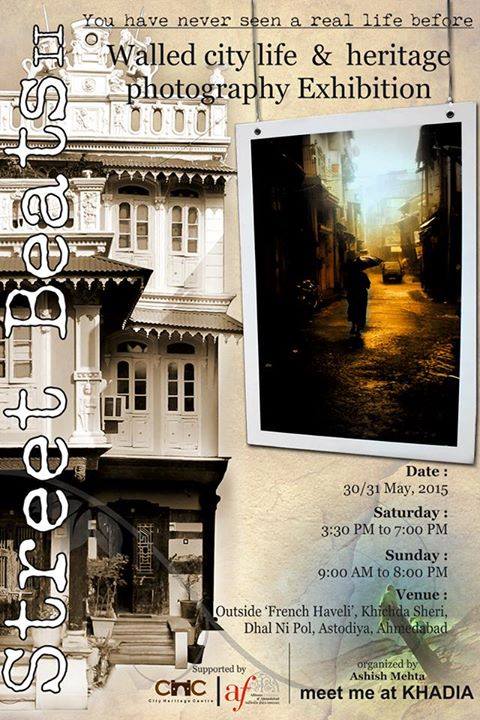 You have never seen a real life before
Walled city life & heritage
photography Exhibition
Street Beats II
Date :
30/31 May, 2015
Saturday :
3:30 PM to 7:00 PM
Sunday :
9:00 AM to 8:00 PM
Venue :
Outside ‘French Haveli’, Khichda Sheri,
Dhal Ni Pol, Astodiya, Ahmedabad
Supported by
CHC
City Heritage Centre
af
organized by
Ashish Mehta
meet me at KHADIA